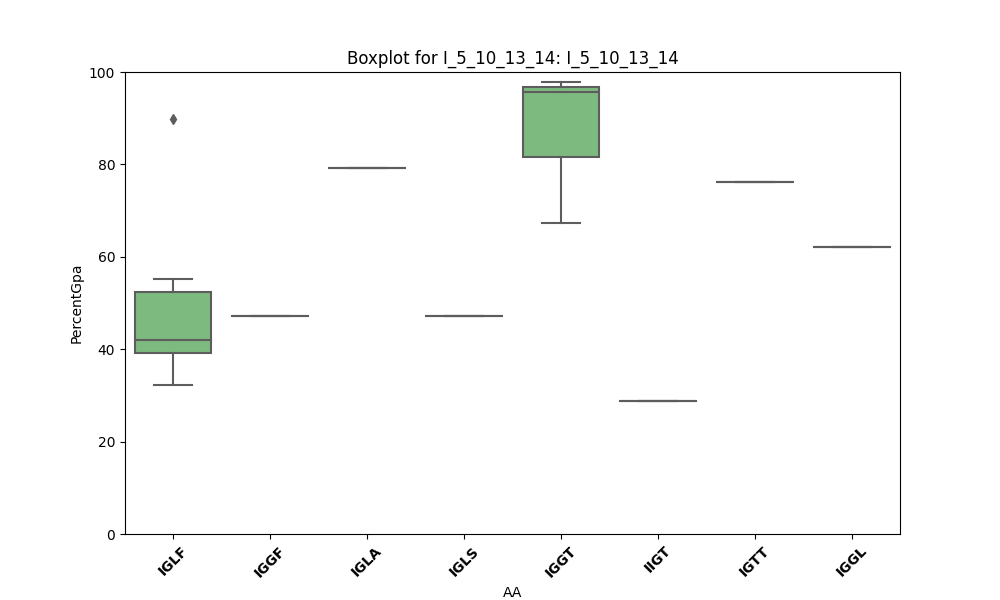 Boxplot for I_5_10_13_14: I_5_10_13_14
100
80
60
40
20
0
PercentGpa
IGLF
IGGF
IGLA
IGLS
IGGT
IIGT
IGTT
IGGL
AA